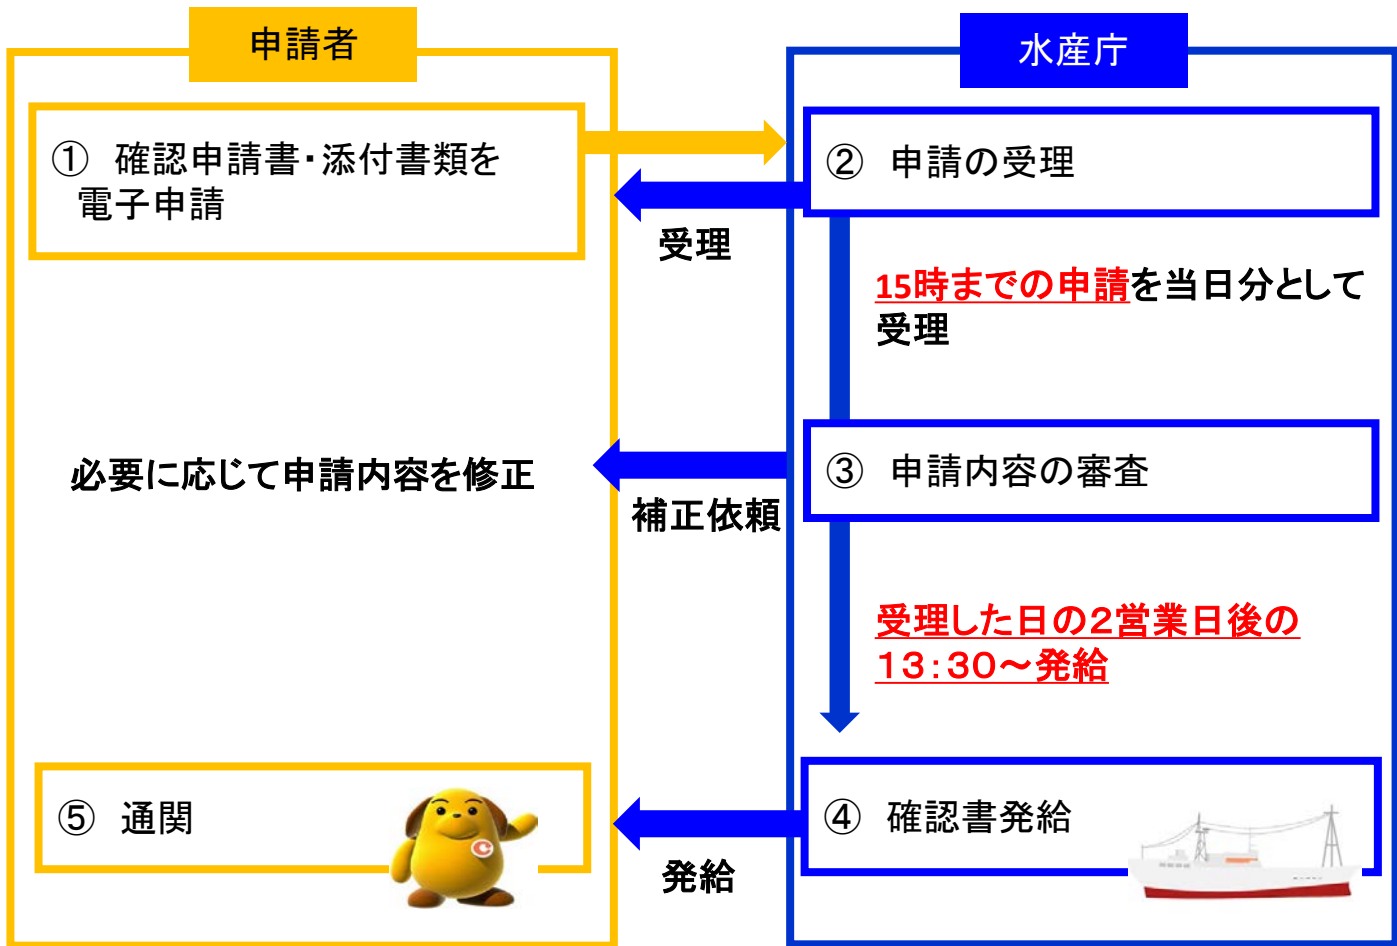 申請者
水産庁
① 確認申請書・添付書類を
電子申請
② 申請の受理
受理
15時までの申請を当日分として
受理
必要に応じて申請内容を修正
③ 申請内容の審査
補正依頼
受理した日の2営業日後の
13:30~発給
④ 確認書発給
発給
⑤ 通関